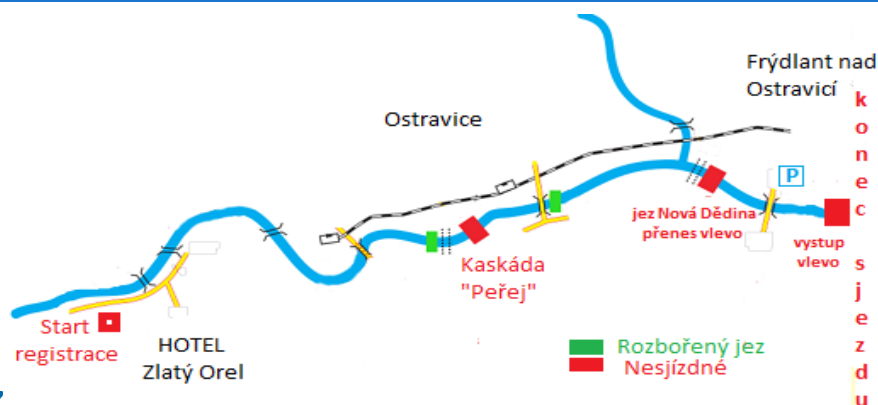 Frýdlant nad
Ostravicí
Ostravice
P
jez Nová Dědina
přenes vlevo
vystup
vlevo
Kaskáda
"Peřej"
Start
registrace
HOTEL
Zlatý Orel
Rozbořený jez
Nesjízdné
k
o
n
e
c
s
j
e
z
d
u